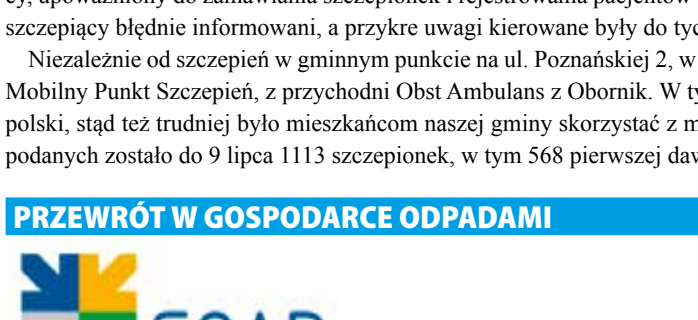 cy, upoważniony do zamawiania szczepionek i rejestrowania pacjentów
szczepiący błędnie informowani, a przykre uwagi kierowane były do tyc
Niezależnie od szczepień w gminnym punkcie na ul. Poznańskiej 2, w
Mobilny Punkt Szczepień, z przychodni Obst Ambulans z Obornik. W ty
polski, stąd też trudniej było mieszkańcom naszej gminy skorzystać z m
podanych zostało do 9 lipca 1113 szczepionek, w tym 568 pierwszej daw
PRZEWRÓT W GOSPODARCE ODPADAMI